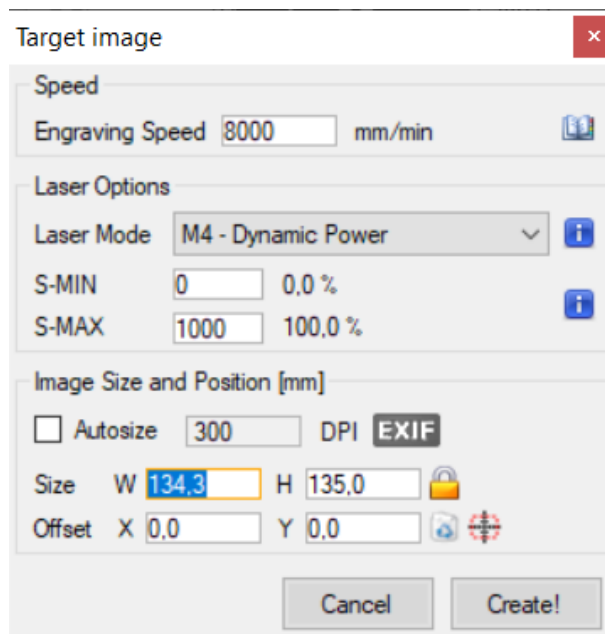 Target image
Speed
Engraving Speed 8000 mm/min
Laser Options
Laser Mode M4 - Dynamic Power
S-MIN 0 0,0 %
S-MAX 1000 100,0 %
Image Size and Position [mm]
Autosize 300 DPI EXIF
Size W 134,3 H 135,0
Offset X 0,0 Y 0,0
Cancel Create!